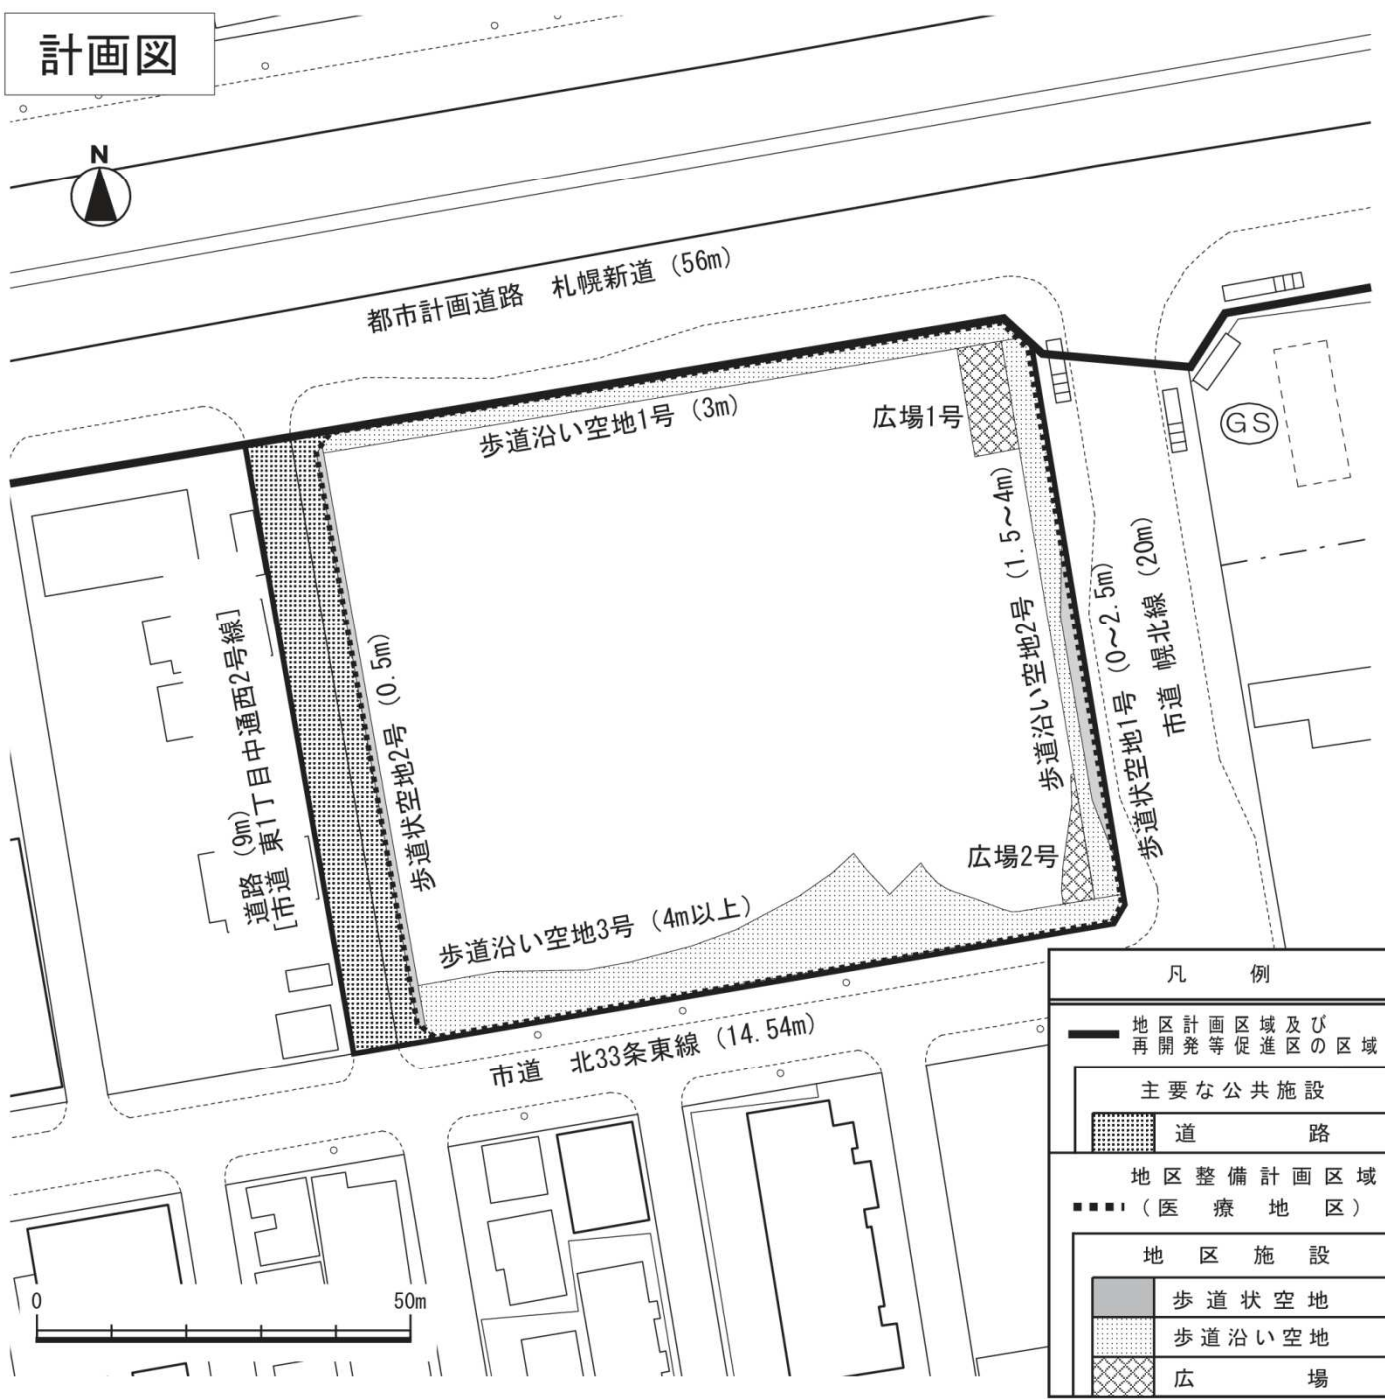 計画図
N
都市計画道路　札幌新道（56m）
歩道沿い空地1号（3m）
広場1号
GS
歩道沿い空地2号（1.5～4m）
歩道状空地1号（0～2.5m）
市道　幌北線（20m）
歩道状空地2号（0.5m）
道路（9m）
［市道　東1丁目中通西2号線］
広場2号
歩道沿い空地3号（4m以上）
市道　北33条東線（14.54m）
0
50m
凡例
地区計画区域及び
再開発等促進区の区域
主要な公共施設
道路
地区整備計画区域
（医療地区）
地区施設
歩道状空地
歩道沿い空地
広場